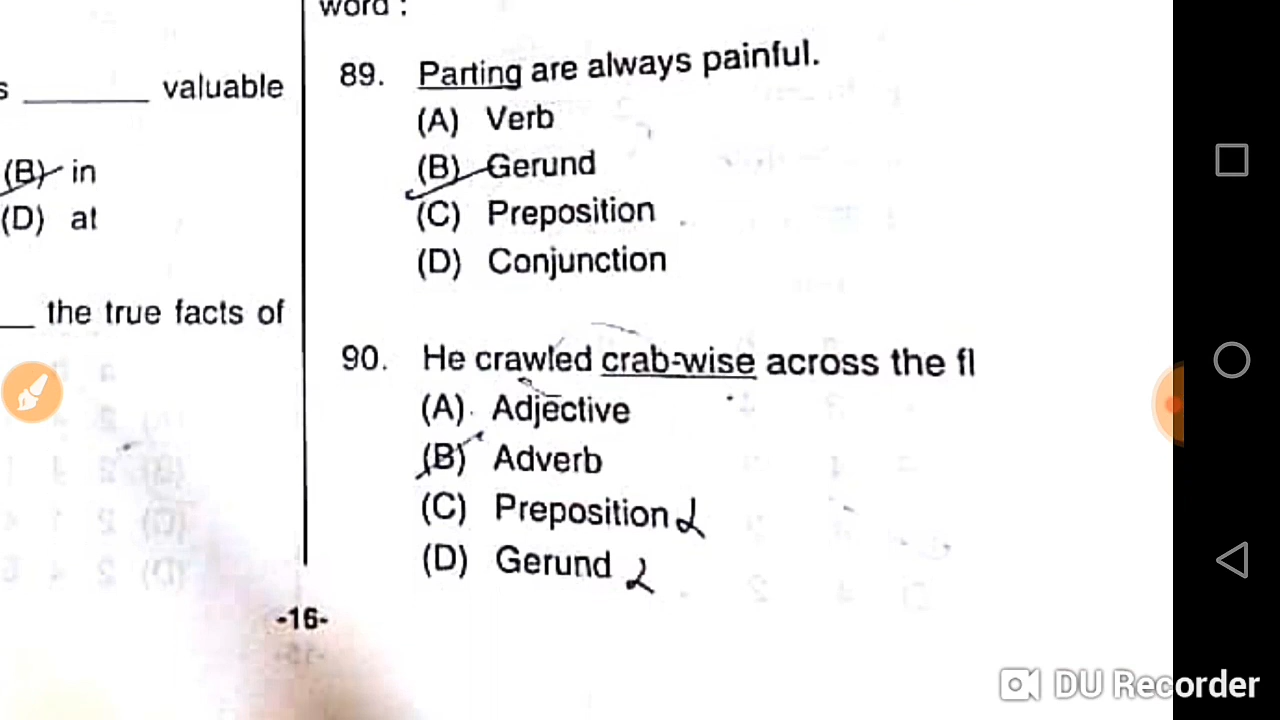 word :
s ______ valuable
(B) in
(D) at
__ the true facts of
89. Parting are always painful.
(A) Verb
(B) Gerund
(C) Preposition
(D) Conjunction
90. He crawled crab-wise across the fl
(A) Adjective
(B) Adverb
(C) Preposition
(D) Gerund
-16-
DU Recorder